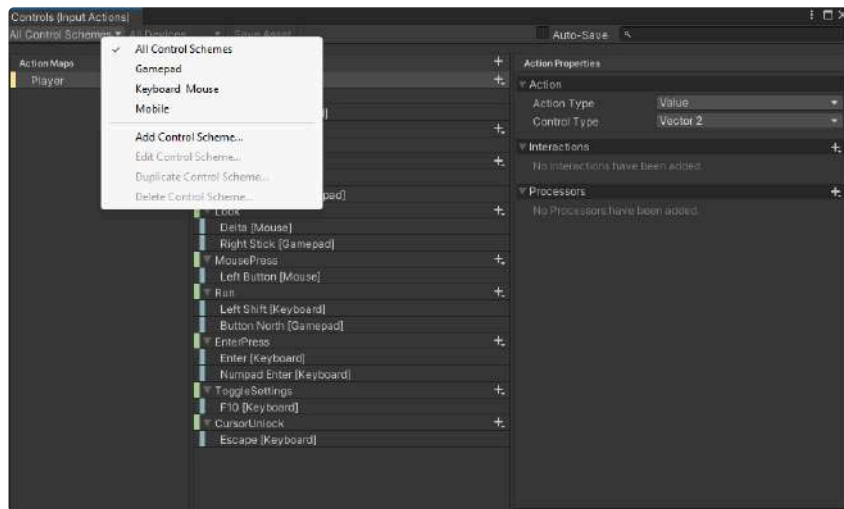 Controls (Input Actions)
All Control Schemes All Devices Save Asset Auto-Save
All Control Schemes
Gamepad
Keyboard Mouse
Mobile
Add Control Scheme...
Edit Control Scheme...
Duplicate Control Scheme...
Delete Control Scheme...
Action Maps
Player
Look
Delta [Mouse]
Right Stick [Gamepad]
MousePress
Left Button [Mouse]
Run
Left Shift [Keyboard]
Button North [Gamepad]
EnterPress
Enter [Keyboard]
Numpad Enter [Keyboard]
ToggleSettings
F10 [Keyboard]
CursorUnlock
Escape [Keyboard]
Action Properties
Action
Action Type Value
Control Type Vector 2
Interactions
No Interactions have been added.
Processors
No Processors have been added.